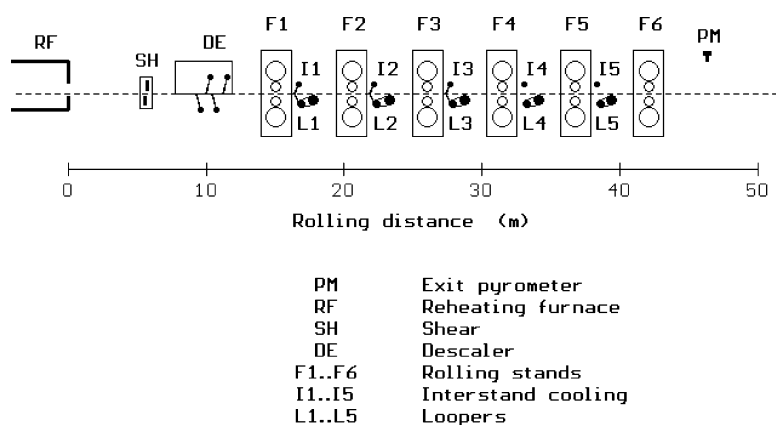 F1 F2 F3 F4 F5 F6
RF SH DE I1 I2 I3 I4 I5 PM
L1 L2 L3 L4 L5
0 10 20 30 40 50
Rolling distance (m)
PM Exit pyrometer
RF Reheating furnace
SH Shear
DE Descaler
F1..F6 Rolling stands
I1..I5 Interstand cooling
L1..L5 Loopers